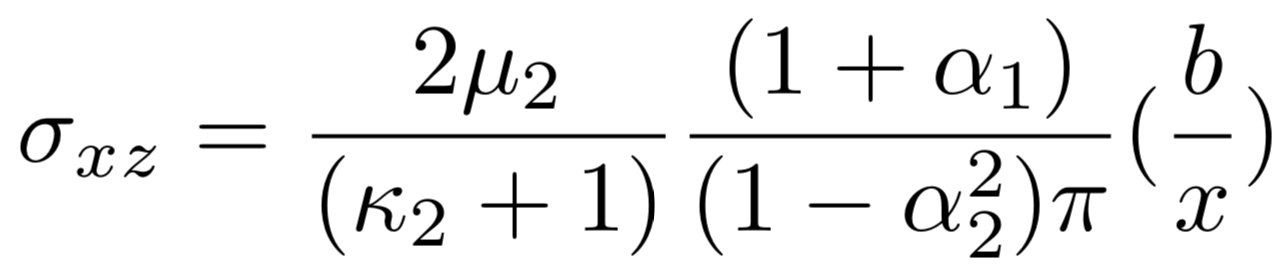 σ_{xz} = \frac{2μ_2}{(κ_2 + 1)} \frac{(1 + α_1)}{(1 − α_2^2)π} (\frac{b}{x})